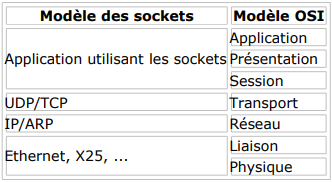 Modèle des sockets Modèle OSI
Application utilisant les sockets
Application
Présentation
Session
UDP/TCP Transport
IP/ARP Réseau
Ethernet, X25, ...
Liaison
Physique